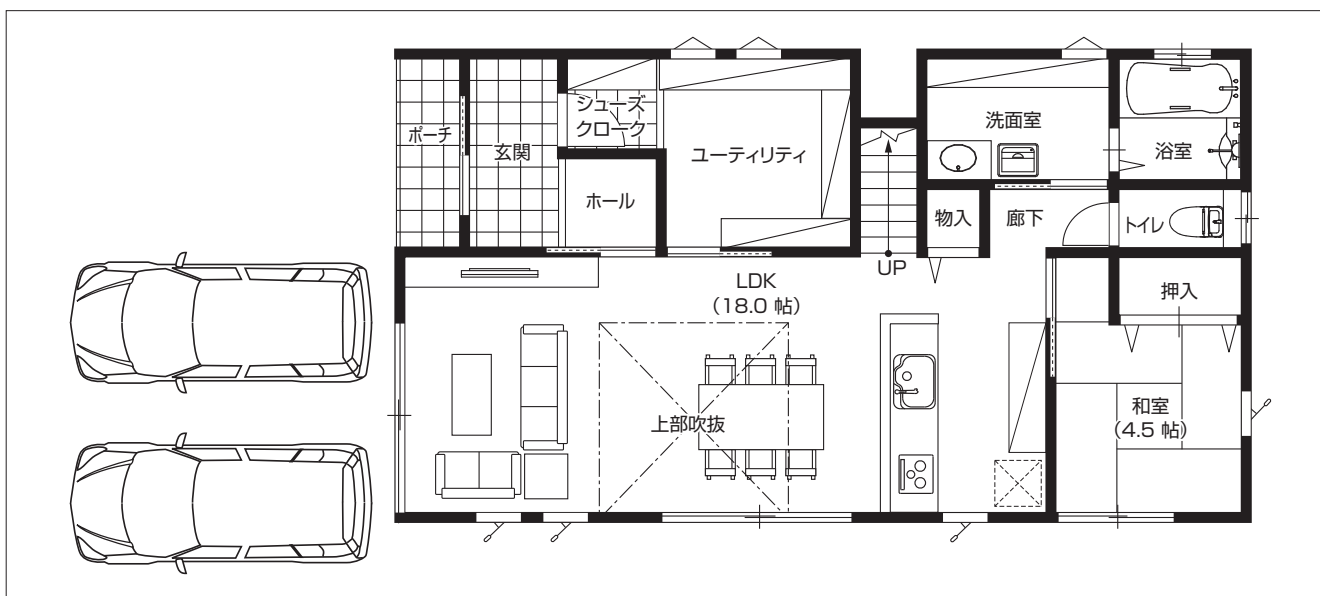 ポーチ
玄関
シューズ
クローク
ホール
ユーティリティ
洗面室
浴室
物入
廊下
トイレ
UP
LDK
(18.0 帖)
押入
上部吹抜
和室
(4.5 帖)